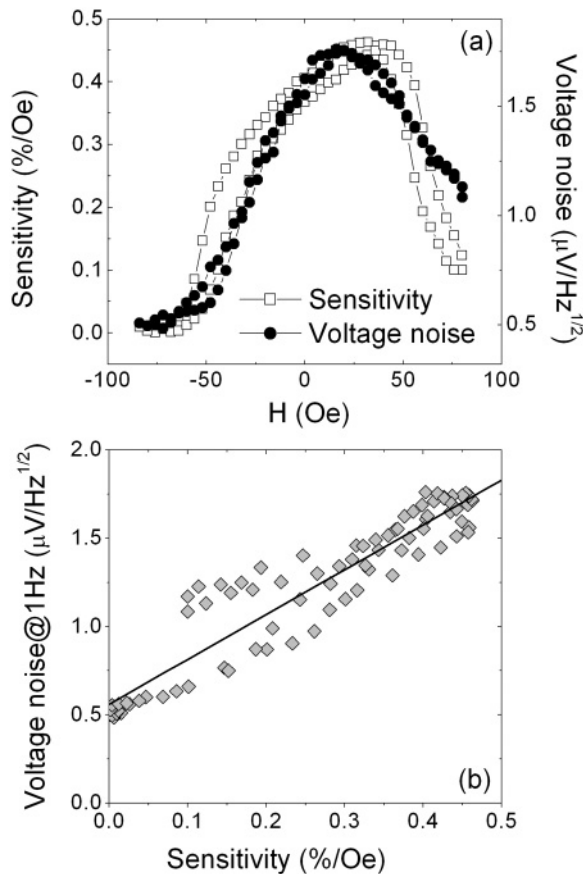 (a)
0.5
0.4
0.3
0.2
0.1
0.0
Sensitivity (%/Oe)
1.5
1.0
0.5
Voltage noise (μV/Hz^{1/2})
Sensitivity
Voltage noise
-100 -50 0 50 100
H (Oe)
2.0
1.5
1.0
0.5
0.0
Voltage noise@1Hz (μV/Hz^{1/2})
(b)
0.0 0.1 0.2 0.3 0.4 0.5
Sensitivity (%/Oe)